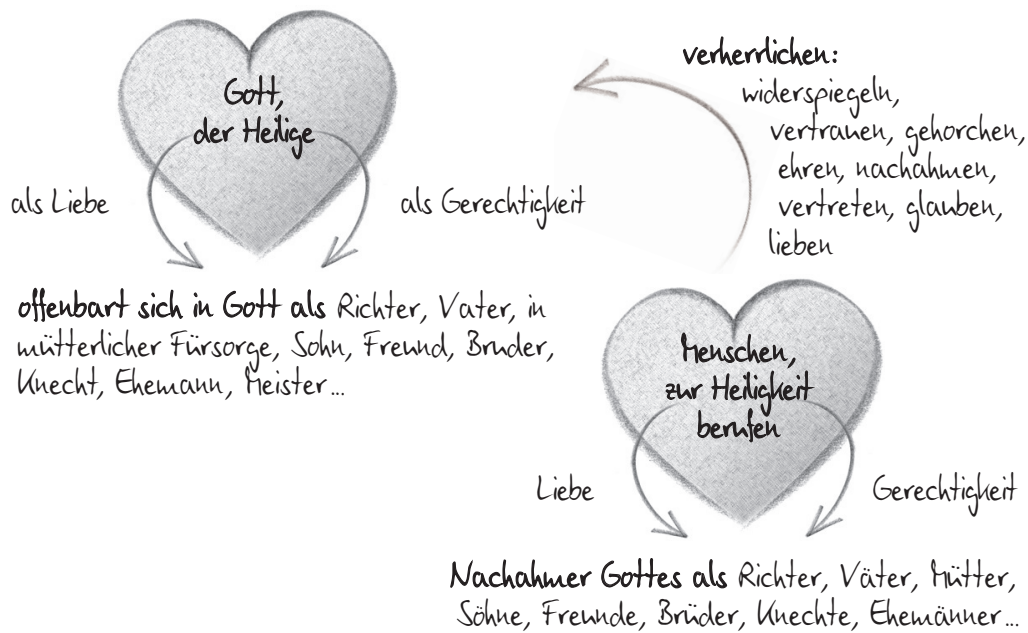 Gott,
der Heilige
als Liebe
als Gerechtigkeit
offenbart sich in Gott als Richter, Vater, in
mütterlicher Fürsorge, Sohn, Freund, Bruder,
Knecht, Ehemann, Meister...
verherrlichen:
widerspiegeln,
vertrauen, gehorchen,
ehren, nachahmen,
vertreten, glauben,
lieben
Menschen,
zur Heiligkeit
berufen
Liebe
Gerechtigkeit
Nachahmer Gottes als Richter, Väter, Mütter,
Söhne, Freunde, Brüder, Knechte, Ehemänner...